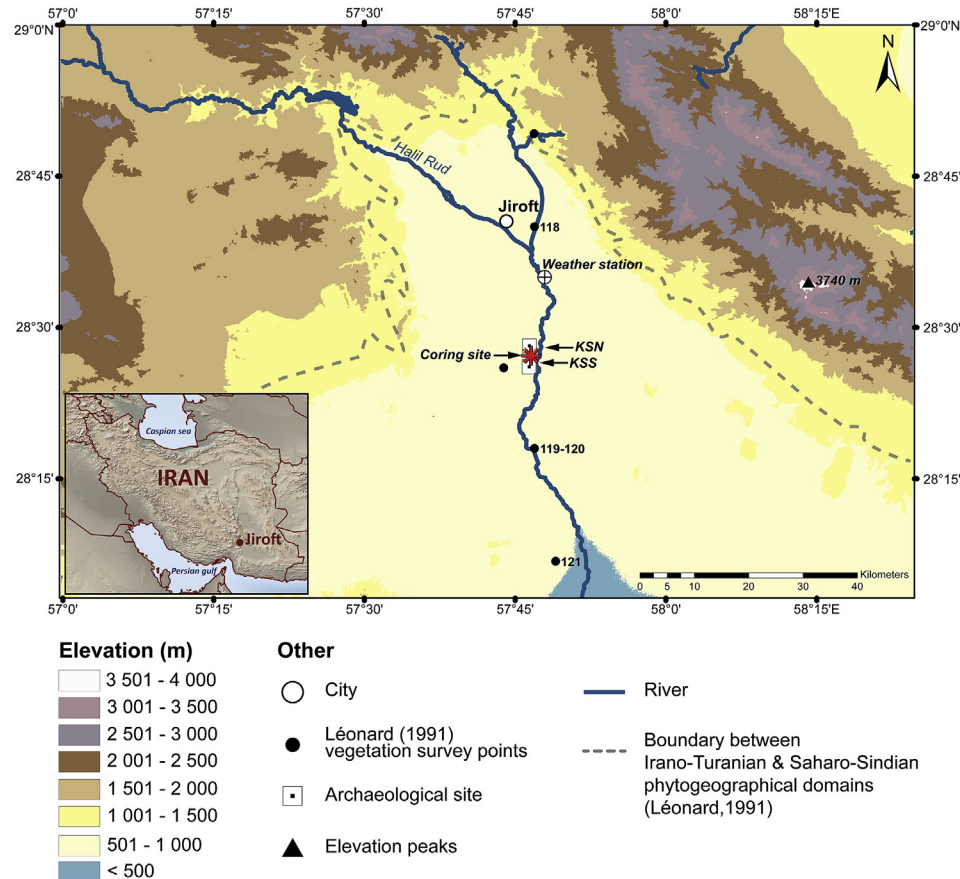 57°0'
57°15'
57°30'
57°45'
58°0'
58°15'
29°0'N
29°0'N
N
28°45'
28°45'
Halil Rud
Jiroft
118
Weather station
3740 m
28°30'
28°30'
KSN
Coring site
KSS
Caspian sea
IRAN
Jiroft
Persian gulf
119-120
28°15'
28°15'
121
Kilometers
0 5 10 20 30 40
57°0'
57°15'
57°30'
57°45'
58°0'
58°15'
Elevation (m)
3 501 - 4 000
3 001 - 3 500
2 501 - 3 000
2 001 - 2 500
1 501 - 2 000
1 001 - 1 500
501 - 1 000
< 500
Other
City
Léonard (1991)
vegetation survey points
Archaeological site
Elevation peaks
River
Boundary between
Irano-Turanian & Saharo-Sindian
phytogeographical domains
(Léonard,1991)